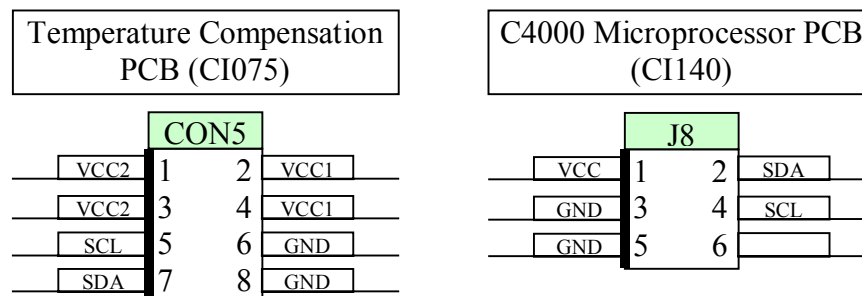 Temperature Compensation
PCB (CI075)
CON5
VCC2 1 2 VCC1
VCC2 3 4 VCC1
SCL 5 6 GND
SDA 7 8 GND
C4000 Microprocessor PCB
(CI140)
J8
VCC 1 2 SDA
GND 3 4 SCL
GND 5 6